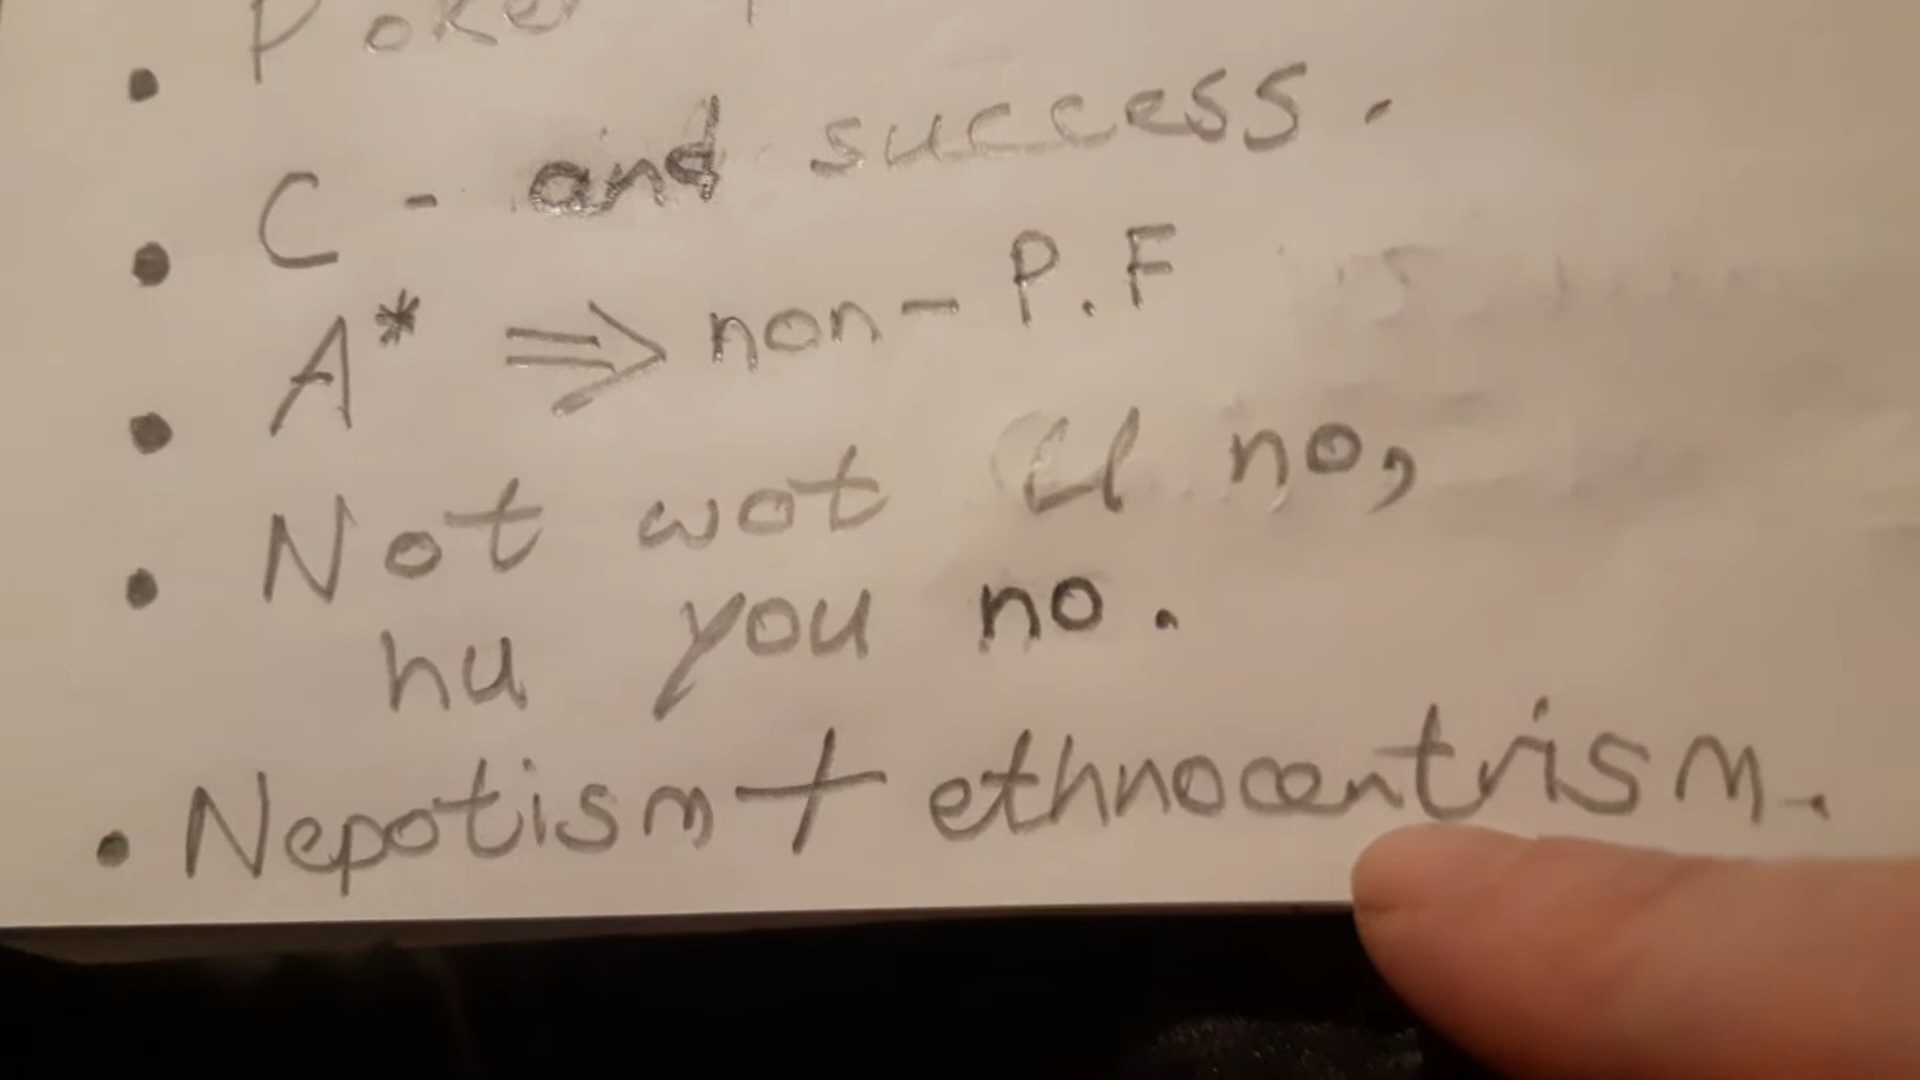 C - and success.
A* ⇒ non- P.F
Not wot U no,
hu you no.
• Nepotism + ethnocentrism.